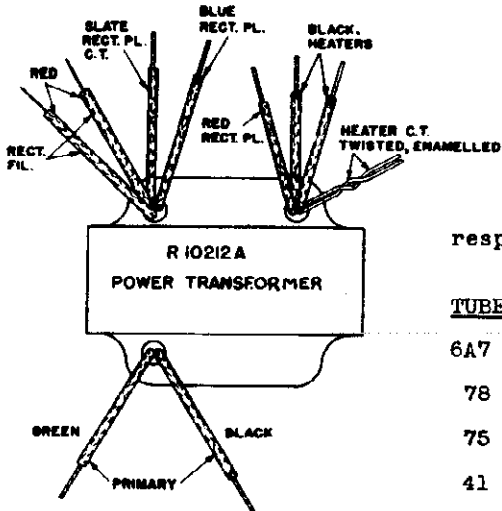 SLATE
RECT. PL.
C.T.
BLUE
RECT. PL.
RED
RECT.
FIL.
RED
RECT. PL.
BLACK.
HEATERS
HEATER C.T.
TWISTED, ENAMELLED
R 10212A
POWER TRANSFORMER
GREEN
BLACK
PRIMARY
resp
TUBE
6A7
78
75
41